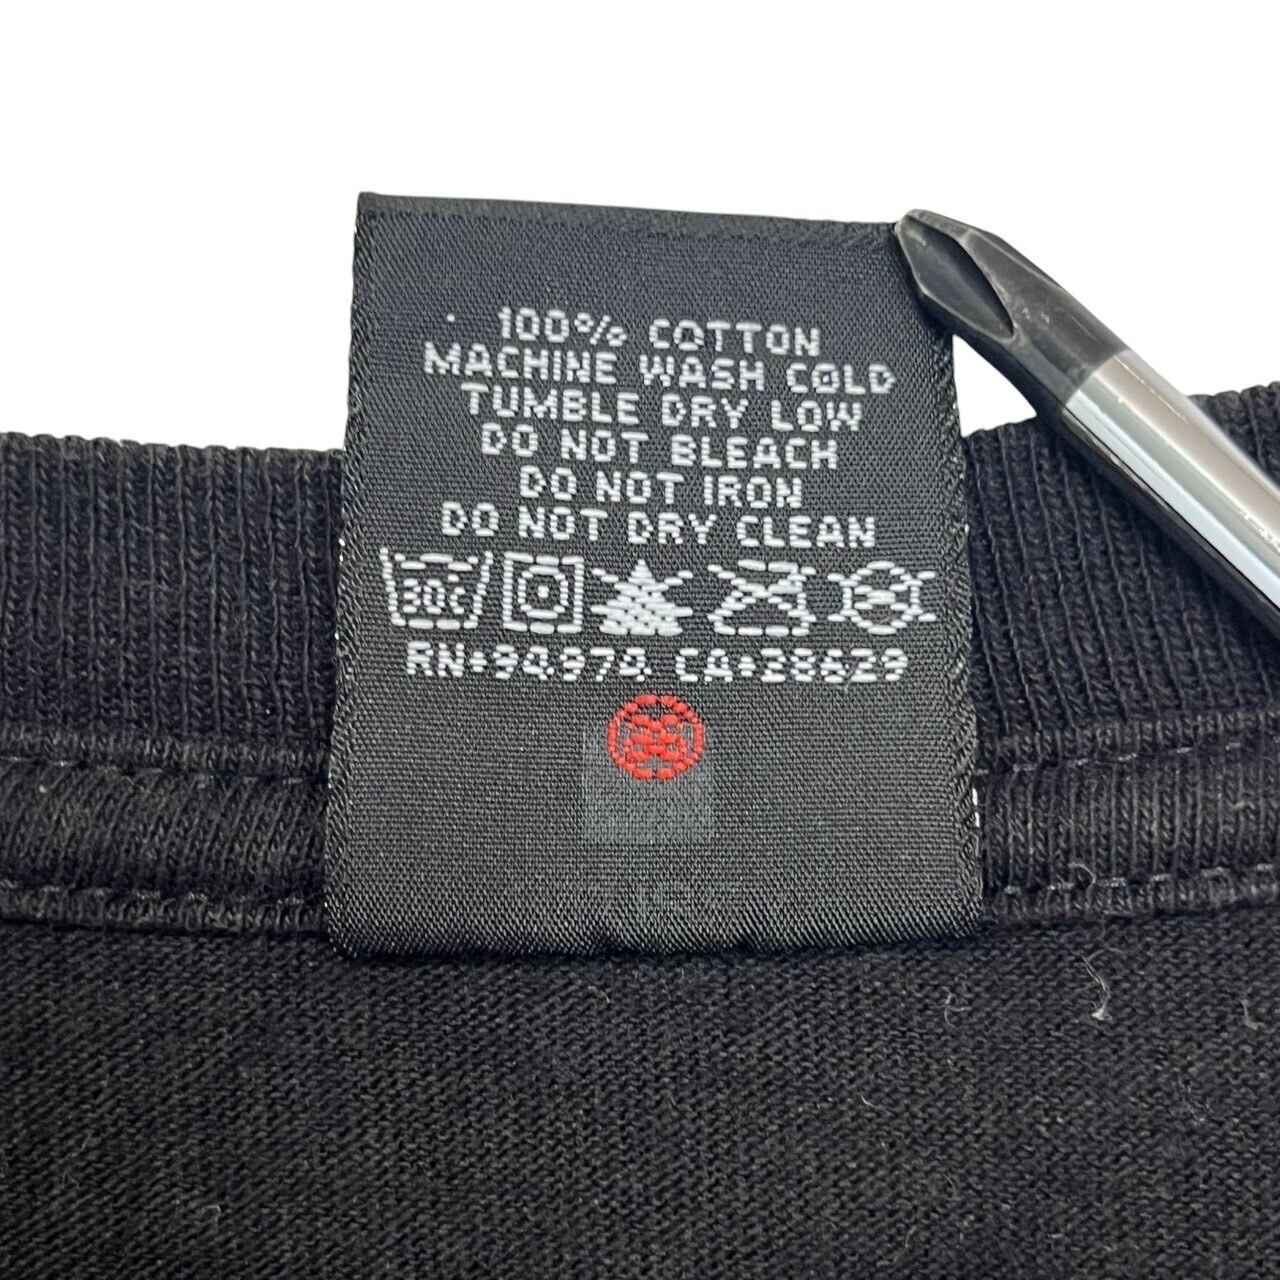 100% COTTON
MACHINE WASH COLD
TUMBLE DRY LOW
DO NOT BLEACH
DO NOT IRON
DO NOT DRY CLEAN
30°C
RN#94974 CA#28629